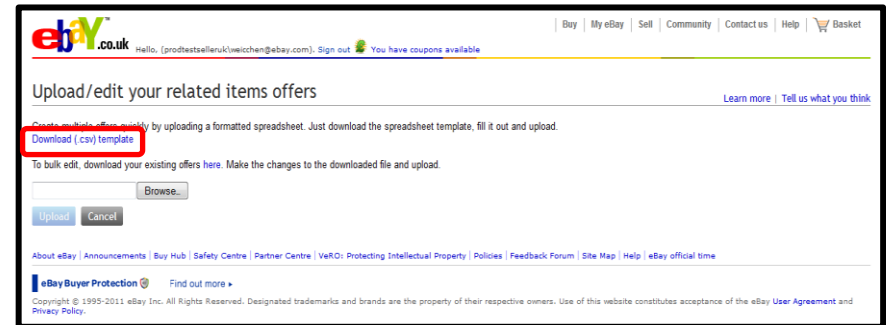 Buy | My eBay | Sell | Community | Contact us | Help | Basket
ebaY.co.uk Hello, (prodtestselleruk\weicchen@ebay.com). Sign out You have coupons available
Upload/edit your related items offers
Learn more | Tell us what you think
Create multiple offers quickly by uploading a formatted spreadsheet. Just download the spreadsheet template, fill it out and upload.
Download (.csv) template
To bulk edit, download your existing offers here. Make the changes to the downloaded file and upload.
Browse..
Upload Cancel
About eBay | Announcements | Buy Hub | Safety Centre | Partner Centre | VeRO: Protecting Intellectual Property | Policies | Feedback Forum | Site Map | Help | eBay official time
eBay Buyer Protection Find out more
Copyright © 1995-2011 eBay Inc. All Rights Reserved. Designated trademarks and brands are the property of their respective owners. Use of this website constitutes acceptance of the eBay User Agreement and
Privacy Policy.